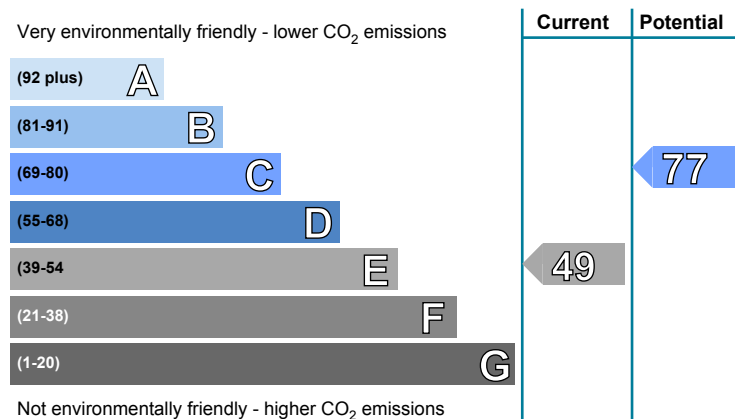 Very environmentally friendly - lower CO₂ emissions
Current
Potential
(92 plus) A
(81-91) B
(69-80) C
77
(55-68) D
(39-54 E
49
(21-38) F
(1-20) G
Not environmentally friendly - higher CO₂ emissions